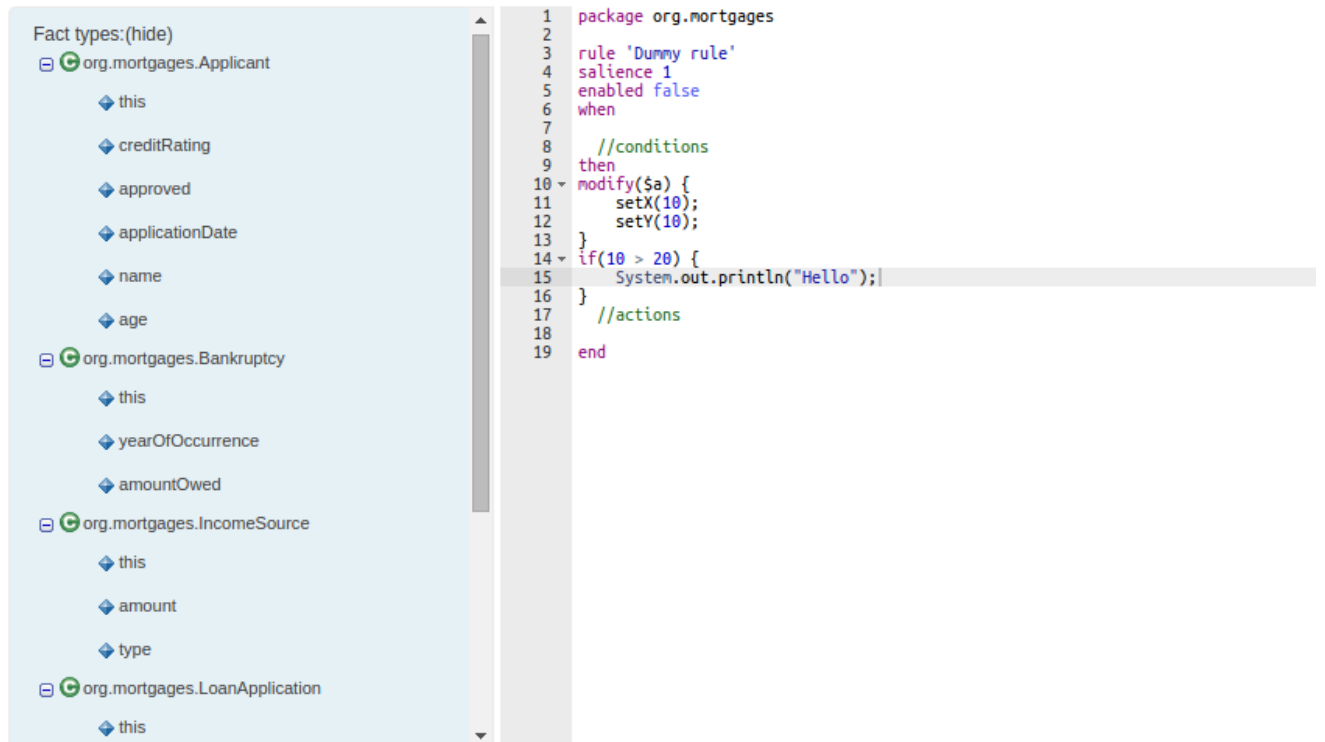 Fact types:(hide)
org.mortgages.Applicant
this
creditRating
approved
applicationDate
name
age
org.mortgages.Bankruptcy
this
yearOfOccurrence
amountOwed
org.mortgages.IncomeSource
this
amount
type
org.mortgages.LoanApplication
this
1 package org.mortgages
2
3 rule 'Dummy rule'
4 salience 1
5 enabled false
6 when
7
8 //conditions
9 then
10 modify($a) {
11 setX(10);
12 setY(10);
13 }
14 if(10 > 20) {
15 System.out.println("Hello");
16 }
17 //actions
18
19 end